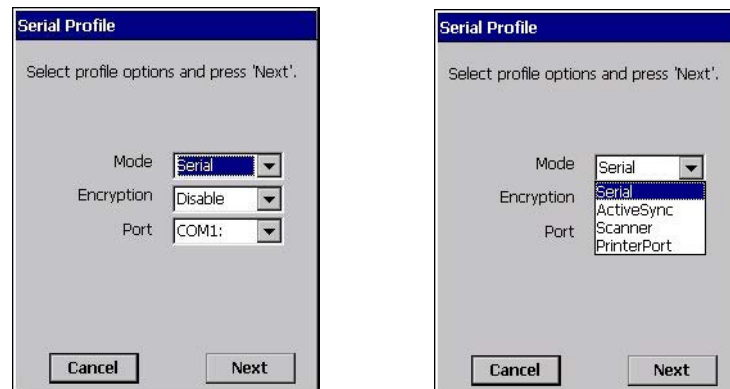 Serial Profile
Select profile options and press 'Next'.
Mode Serial
Encryption Disable
Port COM1:
Cancel Next
Serial Profile
Select profile options and press 'Next'.
Mode Serial
Encryption Serial
ActiveSync
Port Scanner
PrinterPort
Cancel Next